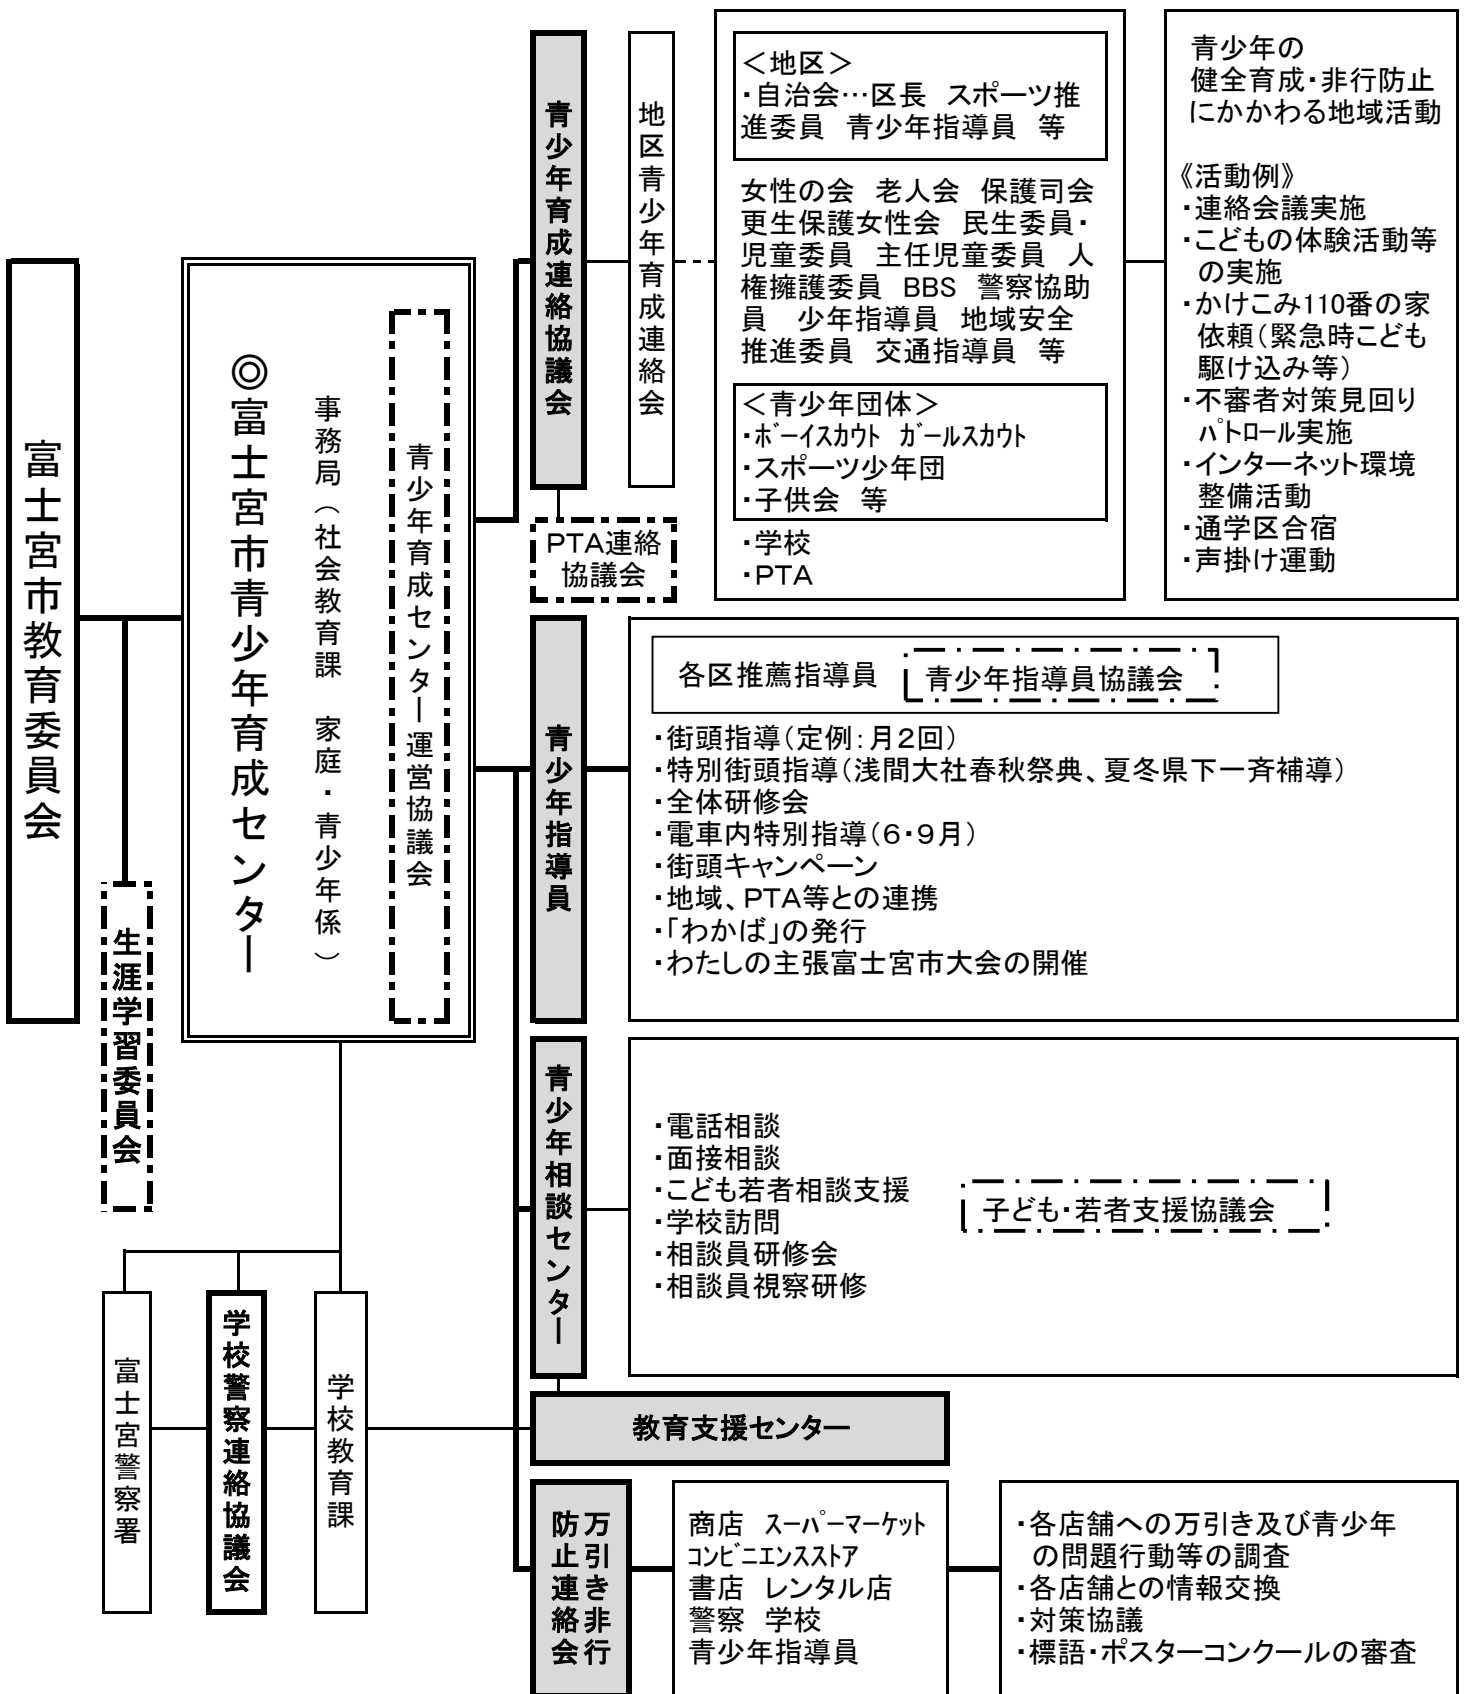 富士宮市教育委員会
生涯学習委員会
◎富士宮市青少年育成センター
事務局（社会教育課　家庭・青少年係）
青少年育成センター運営協議会
青少年育成連絡協議会
PTA連絡
協議会
地区青少年育成連絡会
＜地区＞
・自治会…区長　スポーツ推
進委員　青少年指導員　等
女性の会　老人会　保護司会
更生保護女性会　民生委員・
児童委員　主任児童委員　人
権擁護委員　BBS　警察協助
員　少年指導員　地域安全
推進委員　交通指導員　等
＜青少年団体＞
・ﾎﾞｰｲｽｶｳﾄ　ｶﾞｰﾙｽｶｳﾄ
・スポーツ少年団
・子供会　等
・学校
・PTA
青少年の
健全育成・非行防止
にかかわる地域活動
《活動例》
・連絡会議実施
・こどもの体験活動等
の実施
・かけこみ110番の家
依頼（緊急時こども
駆け込み等）
・不審者対策見回り
ﾊﾟﾄﾛｰﾙ実施
・インターネット環境
整備活動
・通学区合宿
・声掛け運動
青少年指導員
各区推薦指導員　青少年指導員協議会
・街頭指導（定例：月２回）
・特別街頭指導（浅間大社春秋祭典、夏冬県下一斉補導）
・全体研修会
・電車内特別指導（６・９月）
・街頭キャンペーン
・地域、PTA等との連携
・「わかば」の発行
・わたしの主張富士宮市大会の開催
青少年相談センター
・電話相談
・面接相談
・こども若者相談支援
・学校訪問
・相談員研修会
・相談員視察研修
子ども・若者支援協議会
教育支援センター
富士宮警察署
学校警察連絡協議会
学校教育課
万引き非行
防止連絡会
商店　ｽｰﾊﾟｰﾏｰｹｯﾄ
ｺﾝﾋﾞﾆｴﾝｽｽﾄｱ
書店　レンタル店
警察　学校
青少年指導員
・各店舗への万引き及び青少年
の問題行動等の調査
・各店舗との情報交換
・対策協議
・標語・ポスターコンクールの審査